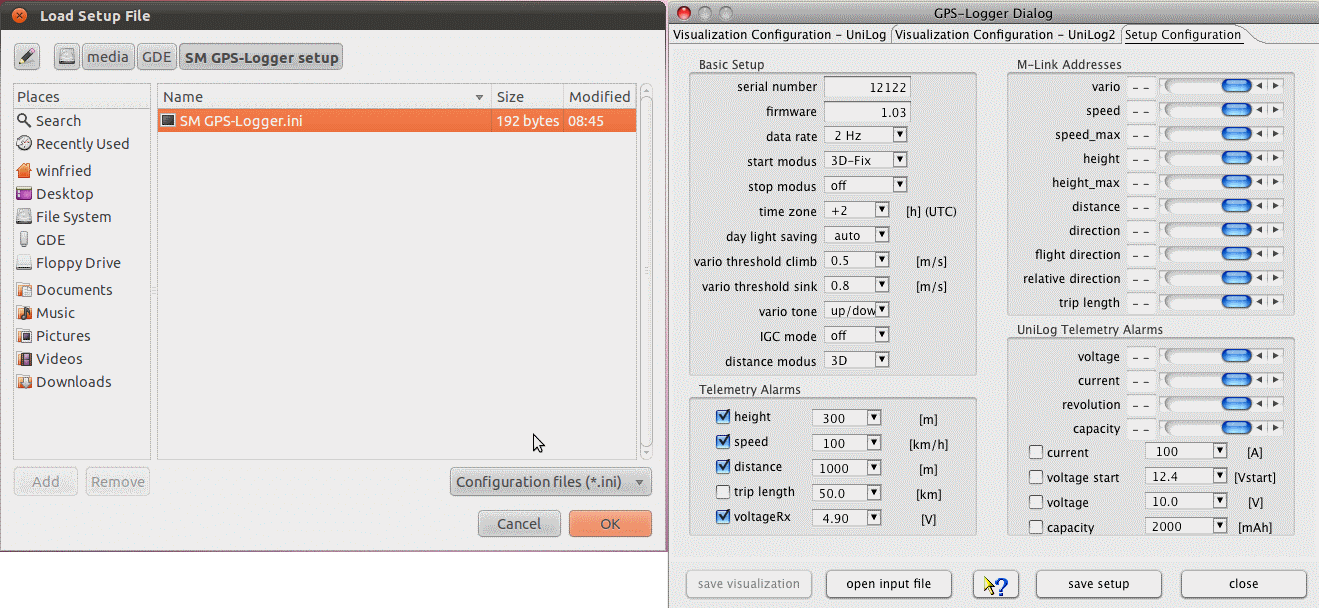 Load Setup File
media GDE SM GPS-Logger setup
Places
Search
Recently Used
winfried
Desktop
File System
GDE
Floppy Drive
Documents
Music
Pictures
Videos
Downloads
Name Size Modified
SM GPS-Logger.ini 192 bytes 08:45
Add Remove
Configuration files (*.ini)
Cancel OK
GPS-Logger Dialog
Visualization Configuration - UniLog Visualization Configuration - UniLog2 Setup Configuration
Basic Setup
serial number 12122
firmware 1.03
data rate 2 Hz
start modus 3D-Fix
stop modus off
time zone +2 [h] (UTC)
day light saving auto
vario threshold climb 0.5 [m/s]
vario threshold sink 0.8 [m/s]
vario tone up/dow
IGC mode off
distance modus 3D
Telemetry Alarms
height 300 [m]
speed 100 [km/h]
distance 1000 [m]
trip length 50.0 [km]
voltageRx 4.90 [V]
M-Link Addresses
vario - -
speed - -
speed_max - -
height - -
height_max - -
distance - -
direction - -
flight direction - -
relative direction - -
trip length - -
UniLog Telemetry Alarms
voltage - -
current - -
revolution - -
capacity - -
current 100 [A]
voltage start 12.4 [Vstart]
voltage 10.0 [V]
capacity 2000 [mAh]
save visualization open input file ? save setup close